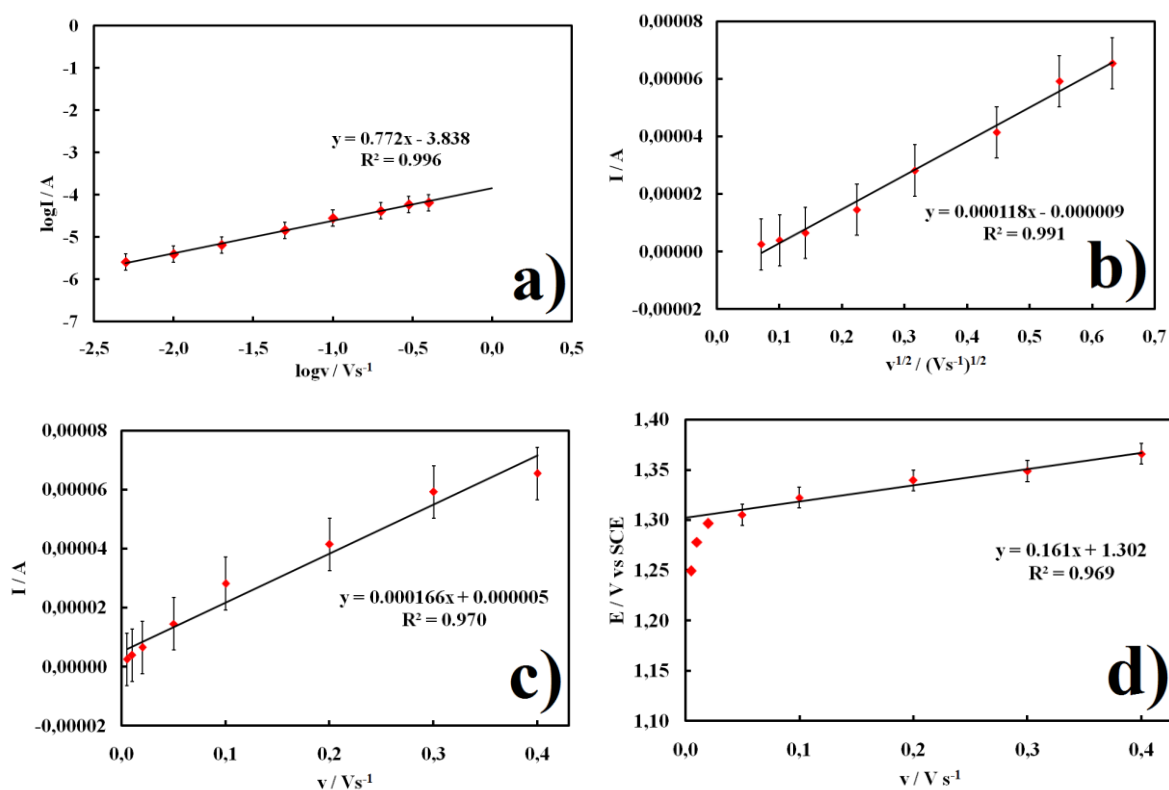 0
-1
-2
-3
-4
-5
-6
-7
logI / A
y = 0.772x - 3.838
R² = 0.996
a)
-2,5 -2,0 -1,5 -1,0 -0,5 0,0 0,5
logv / Vs⁻¹
0,00008
0,00006
0,00004
0,00002
0,00000
-0,00002
I / A
y = 0.000118x - 0.000009
R² = 0.991
b)
0,0 0,1 0,2 0,3 0,4 0,5 0,6 0,7
v¹/² / (Vs⁻¹)¹/²
0,00008
0,00006
0,00004
0,00002
0,00000
-0,00002
I / A
y = 0.000166x + 0.000005
R² = 0.970
c)
0,0 0,1 0,2 0,3 0,4
v / Vs⁻¹
1,40
1,35
1,30
1,25
1,20
1,15
1,10
E / V vs SCE
y = 0.161x + 1.302
R² = 0.969
d)
0,0 0,1 0,2 0,3 0,4
v / V s⁻¹